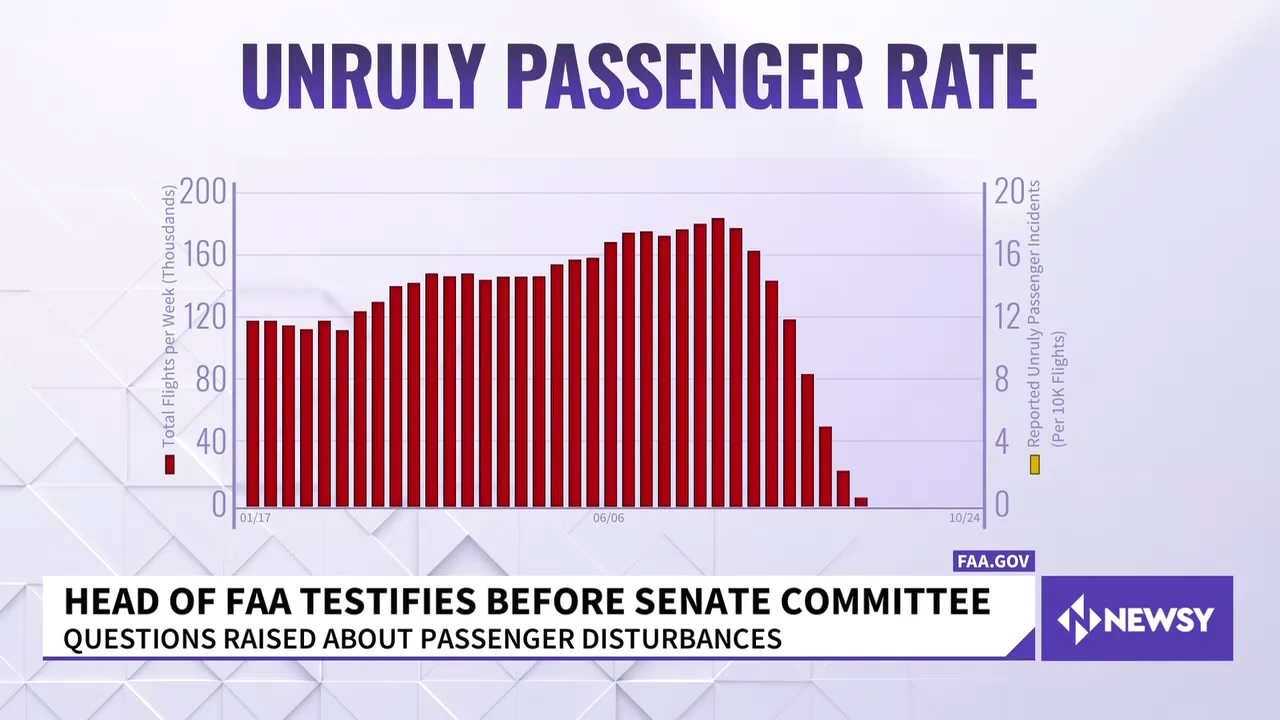 UNRULY PASSENGER RATE
Total Flights per Week (Thousdands)
200
160
120
80
40
0
20
16
12
8
4
0
Reported Unruly Passenger Incidents
(Per 10K Flights)
01/17
06/06
10/24
FAA.GOV
HEAD OF FAA TESTIFIES BEFORE SENATE COMMITTEE
QUESTIONS RAISED ABOUT PASSENGER DISTURBANCES
NEWSY